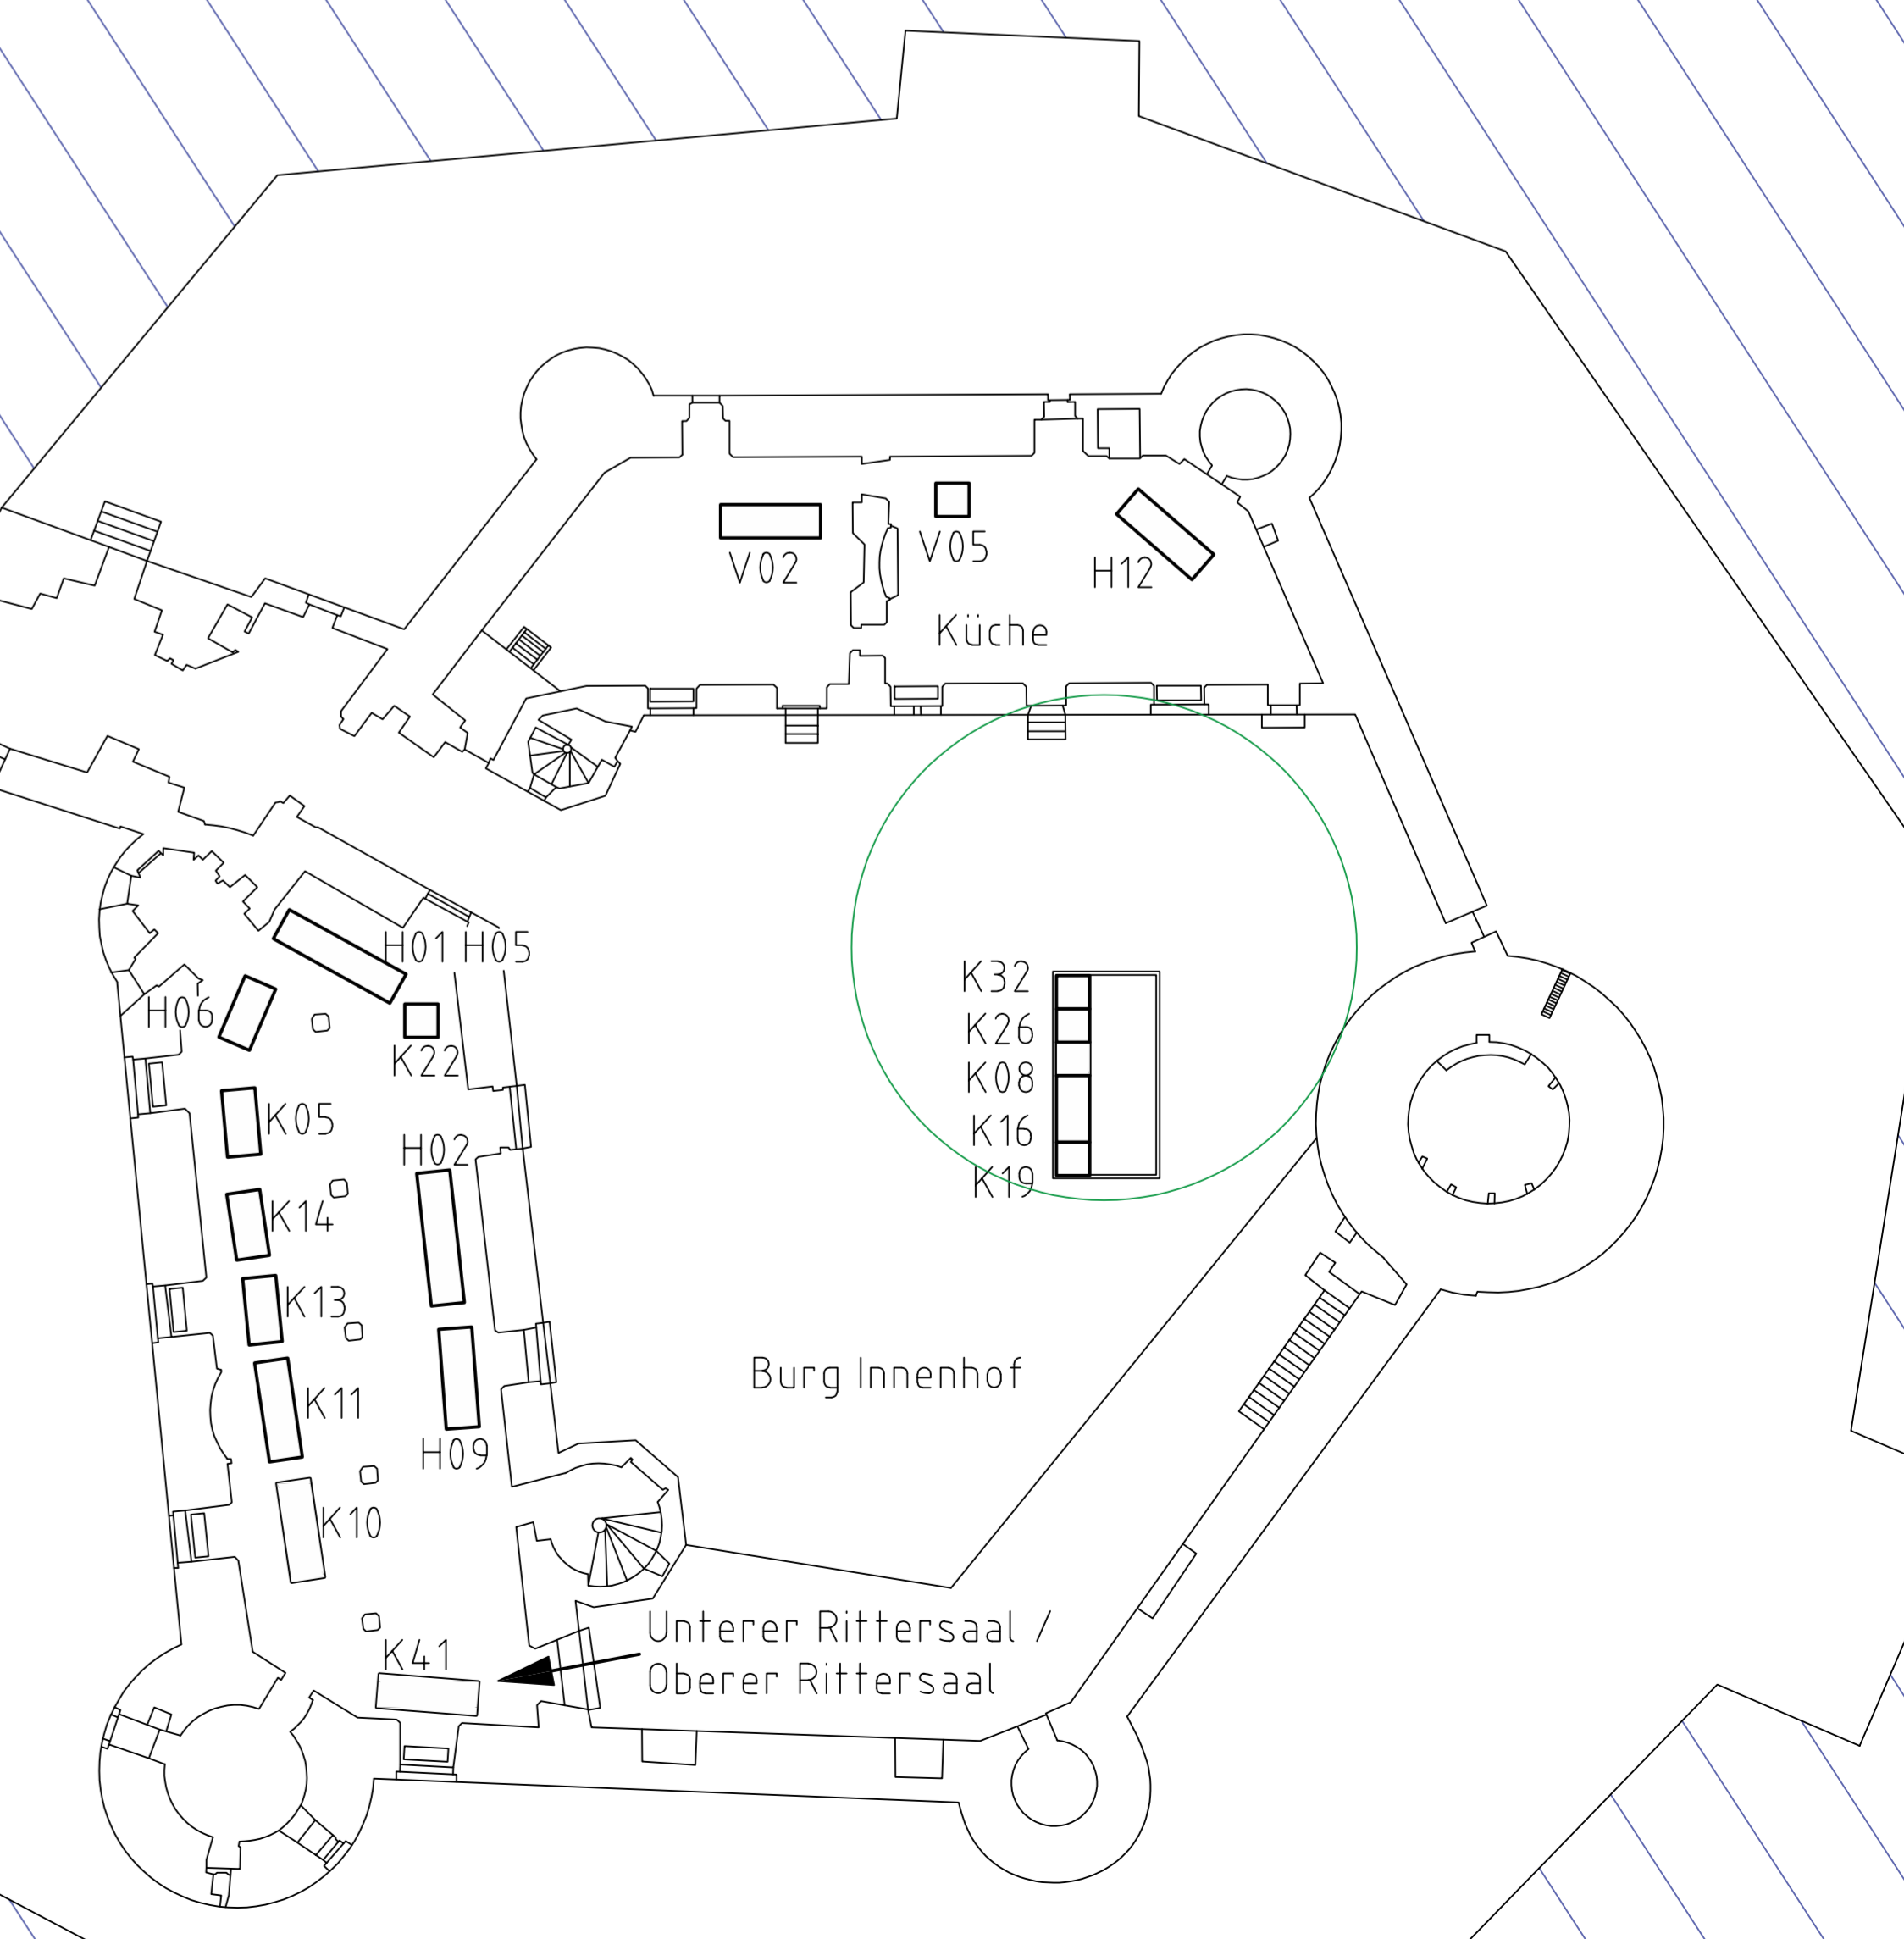 V02
V05
H12
Küche
H01 H05
H06
K22
K32
K26
K08
K16
K19
K05
H02
K14
K13
K11
H09
K10
Burg Innenhof
K41
Unterer Rittersaal /
Oberer Rittersaal